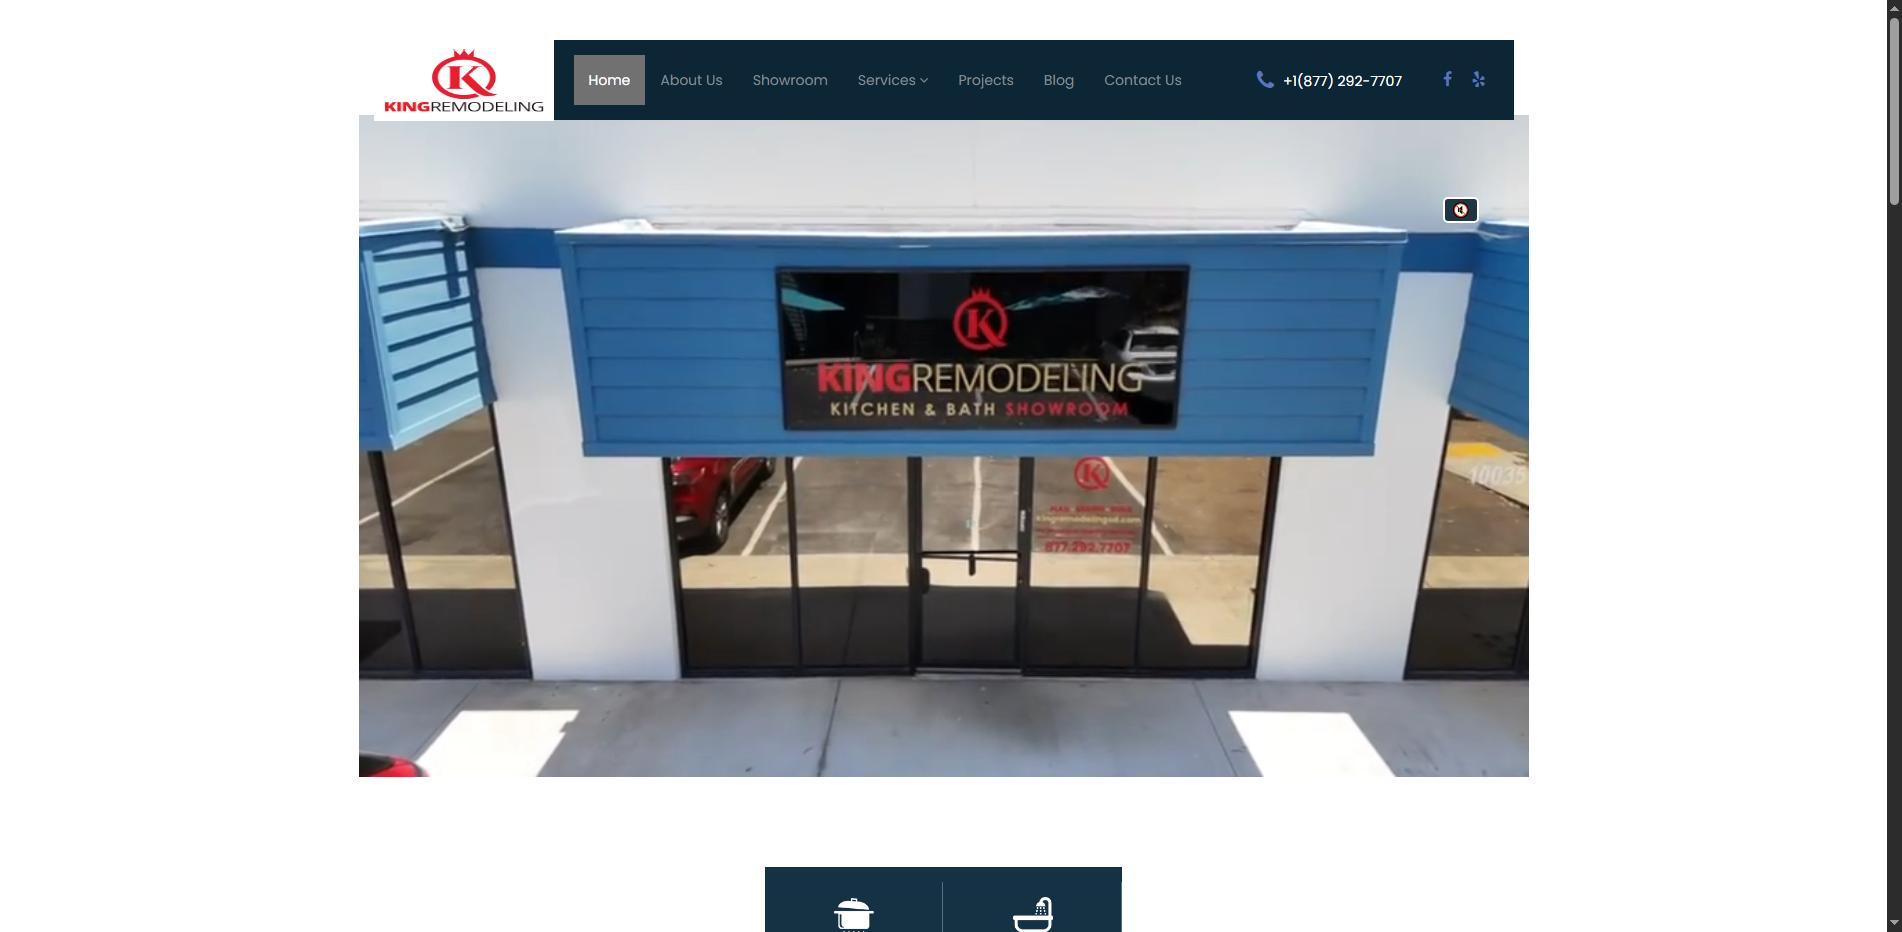 KINGREMODELING
Home About Us Showroom Services Projects Blog Contact Us +1(877) 292-7707
K
KINGREMODELING
KITCHEN & BATH SHOWROOM
10035
kingremodelingsd.com
877.292.7707